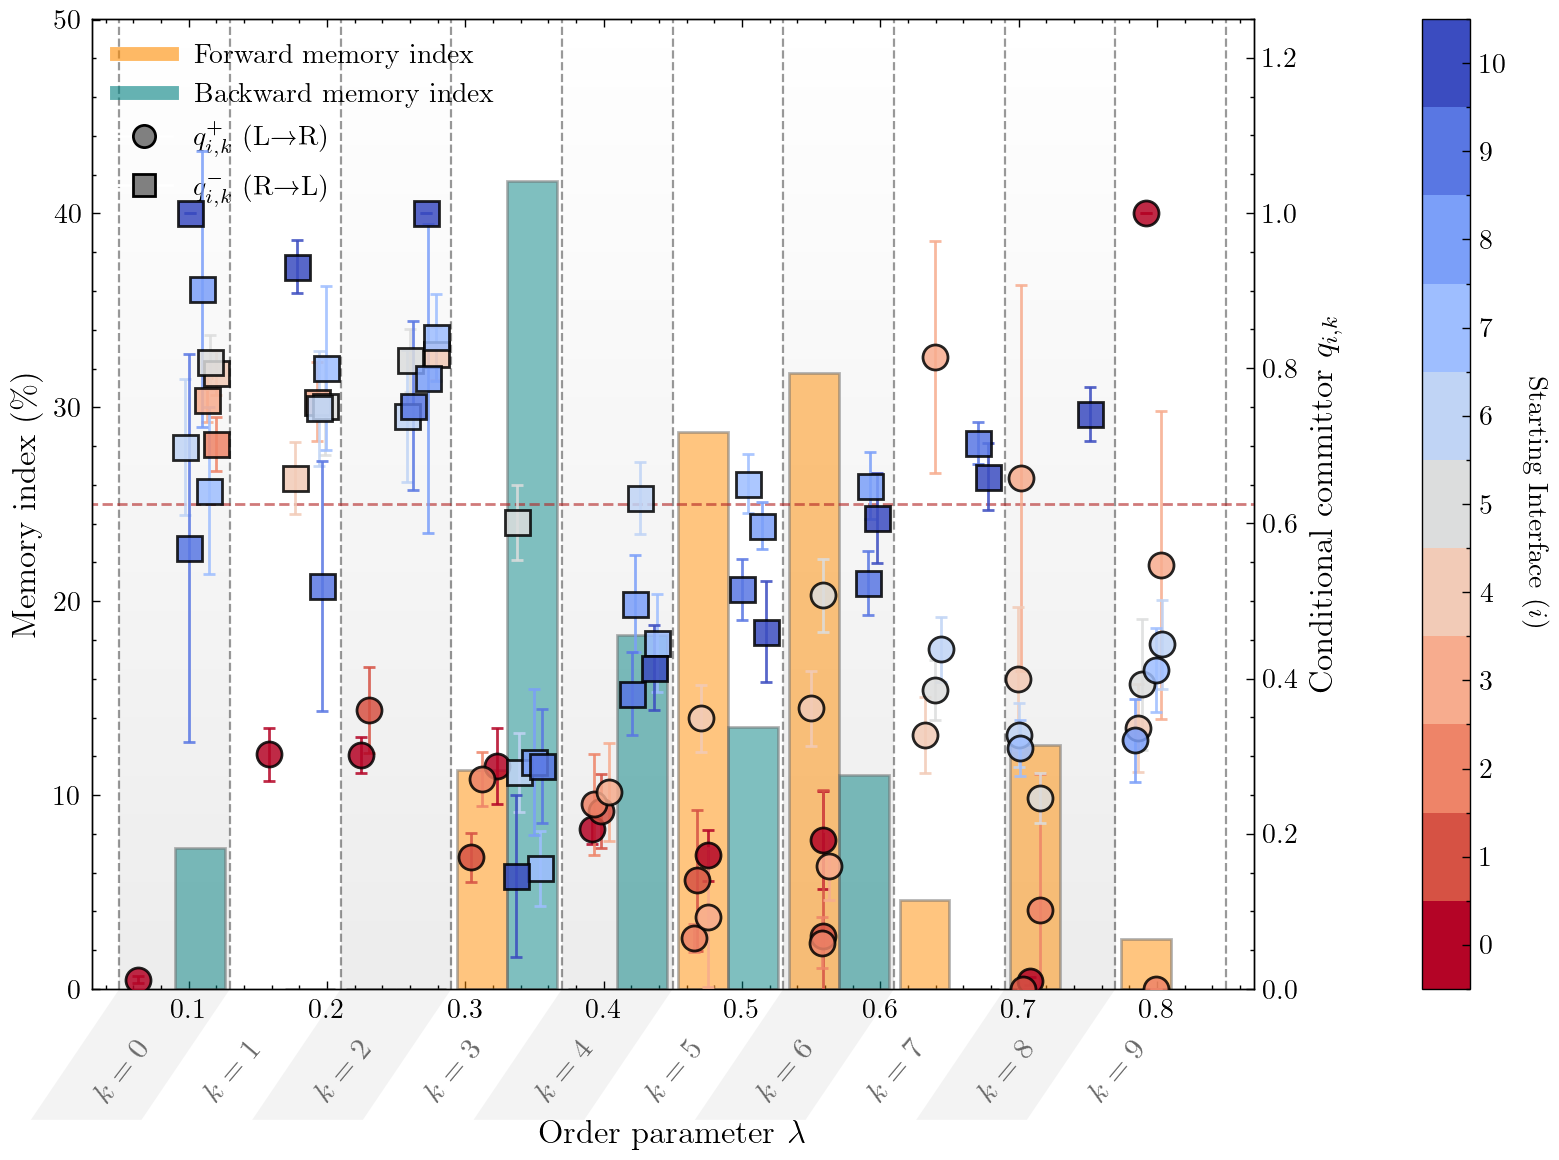 Forward memory index
Backward memory index
q⁺ᵢ,ₖ (L→R)
q⁻ᵢ,ₖ (R→L)
Memory index (%)
50
40
30
20
10
0
0.1 0.2 0.3 0.4 0.5 0.6 0.7 0.8
k = 0 k = 1 k = 2 k = 3 k = 4 k = 5 k = 6 k = 7 k = 8 k = 9
Order parameter λ
1.2
1.0
0.8
0.6
0.4
0.2
0.0
Conditional committor qᵢ,ₖ
10
9
8
7
6
5
4
3
2
1
0
Starting Interface (i)